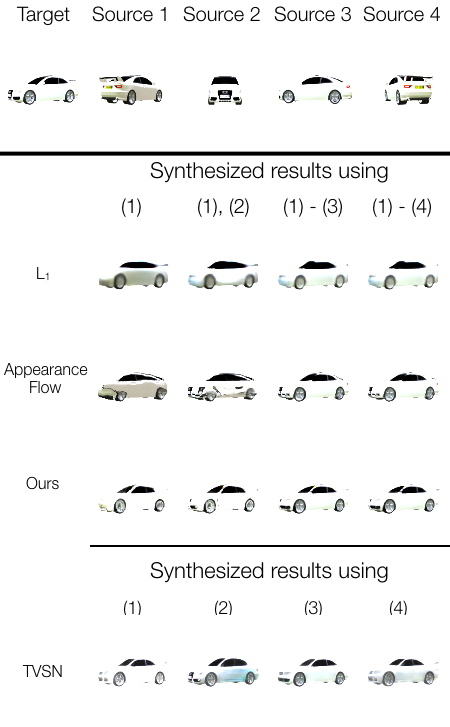 Target Source 1 Source 2 Source 3 Source 4
Synthesized results using
(1) (1), (2) (1) - (3) (1) - (4)
L₁
Appearance
Flow
Ours
Synthesized results using
(1) (2) (3) (4)
TVSN